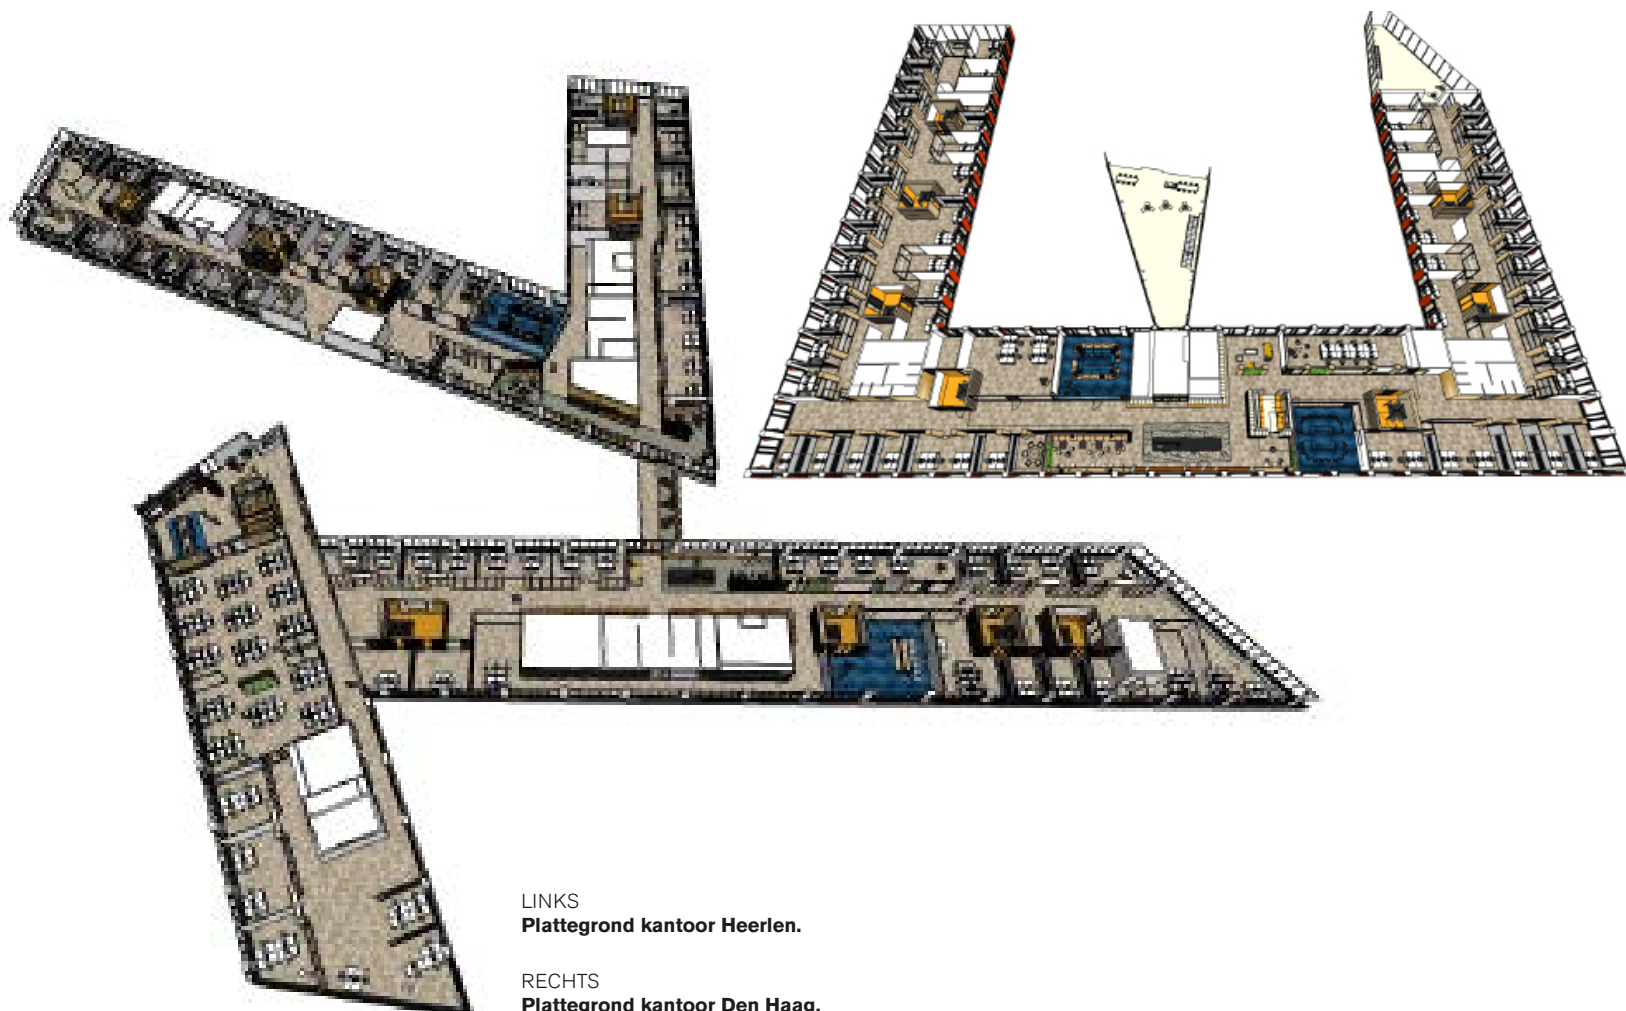 LINKS
Plattegrond kantoor Heerlen.
RECHTS
Plattegrond kantoor Den Haag.